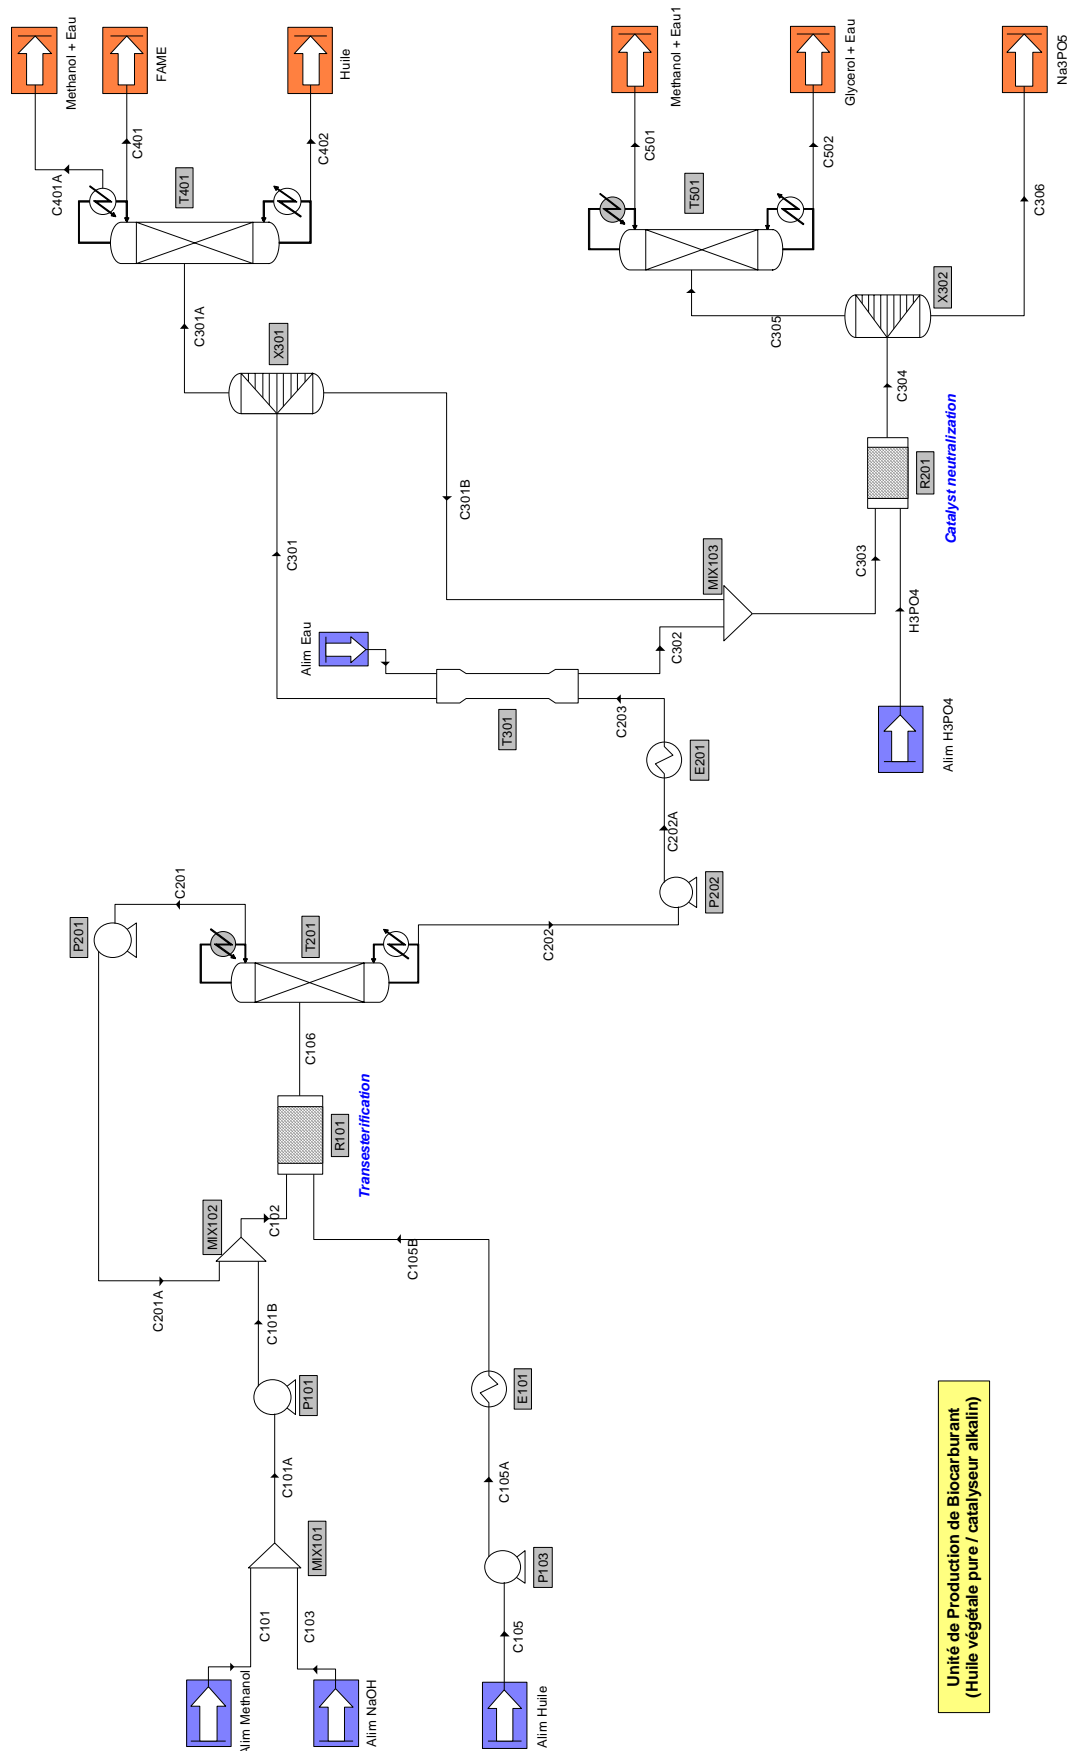 Methanol + Eau
FAME
Huile
Methanol + Eau1
Glycerol + Eau
Na3PO5
C401A
C401
C402
C501
C502
C306
T401
T501
X302
C301A
C305
X301
C304
C301B
C301
R201
Catalyst neutralization
MIX103
C303
H3PO4
Alim Eau
C302
T301
C203
E201
Alim H3PO4
C202A
P202
C201
P201
T201
C202
C106
R101
Transesterification
MIX102
C102
C105B
C201A
C101B
P101
E101
C101A
C105A
MIX101
P103
C101
C103
C105
Alim Methanol
Alim NaOH
Alim Huile
Unité de Production de Biocarburant
(Huile végétale pure / catalyseur alkalin)